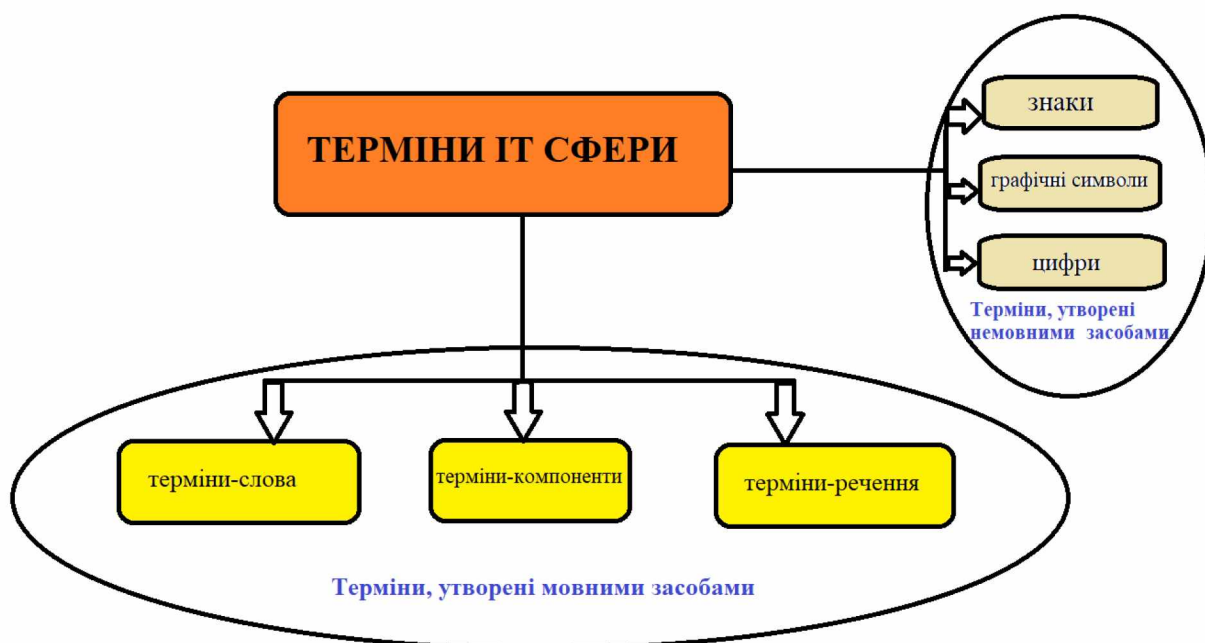 ТЕРМІНИ ІТ СФЕРИ
знаки
графічні символи
цифри
Терміни, утворені
немовними засобами
терміни-слова
терміни-компоненти
терміни-речення
Терміни, утворені мовними засобами